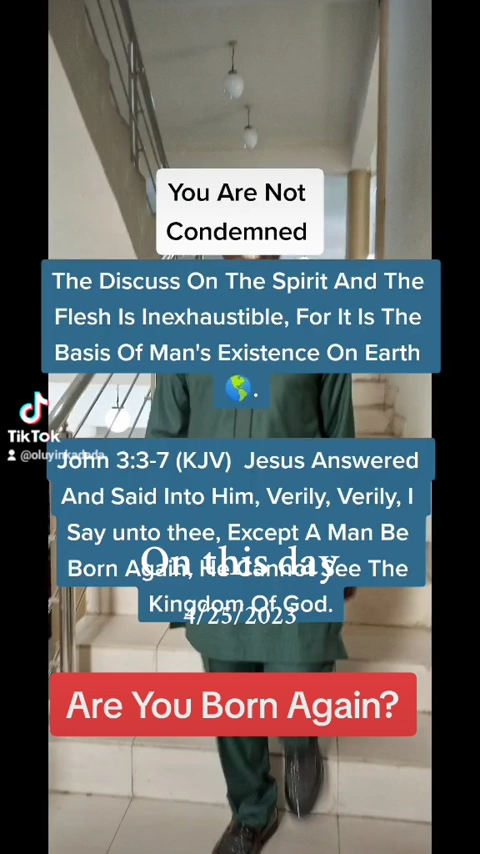 You Are Not
Condemned
The Discuss On The Spirit And The
Flesh Is Inexhaustible, For It Is The
Basis Of Man's Existence On Earth
🌎.
TikTok
John 3:3-7 (KJV) Jesus Answered
And Said Into Him, Verily, Verily, I
Say unto thee, Except A Man Be
Born Again, He Cannot See The
On this day
Kingdom Of God.
4/25/2023
Are You Born Again?